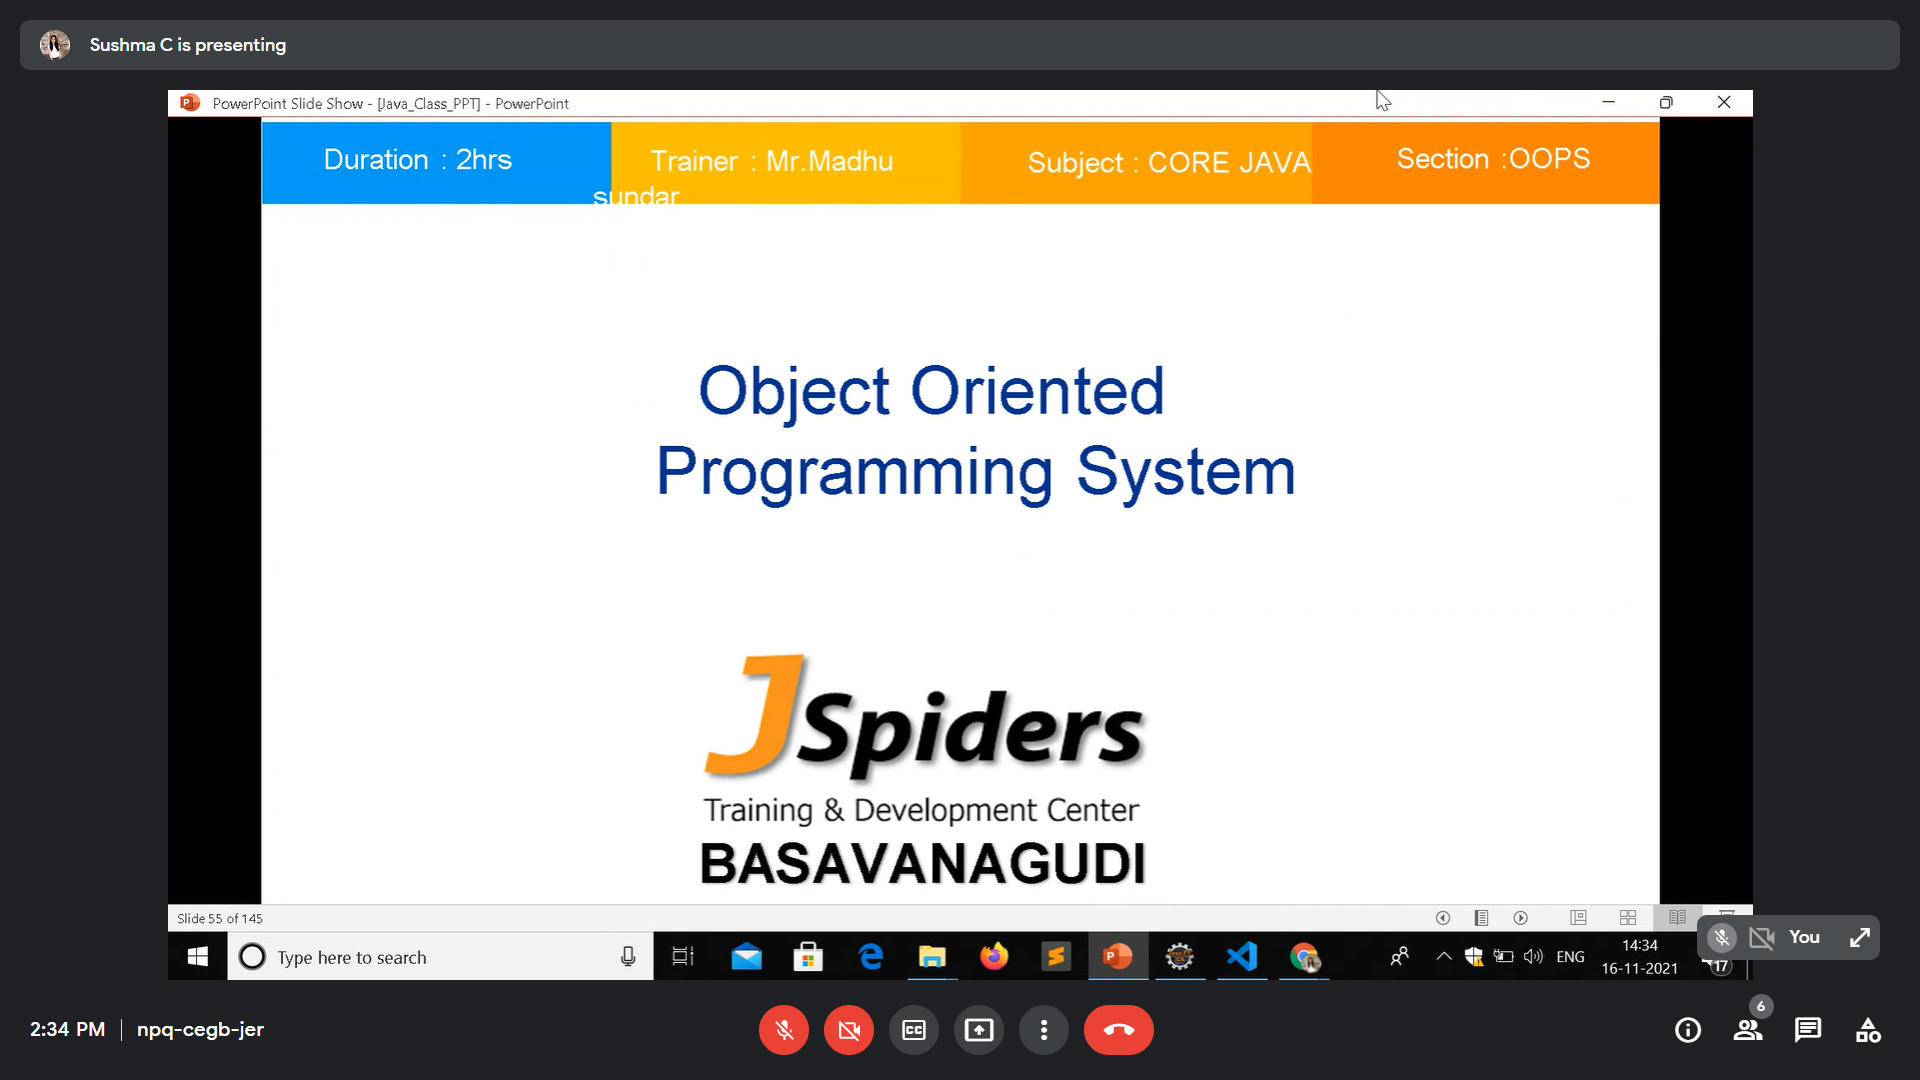 Sushma C is presenting
PowerPoint Slide Show - [Java_Class_PPT] - PowerPoint
Duration : 2hrs
Trainer : Mr.Madhu
sundar
Subject : CORE JAVA
Section :OOPS
Object Oriented
Programming System
JSpiders
Training & Development Center
BASAVANAGUDI
Slide 55 of 145
You
Type here to search
ENG
14:34
16-11-2021
17
2:34 PM | npq-cegb-jer
6